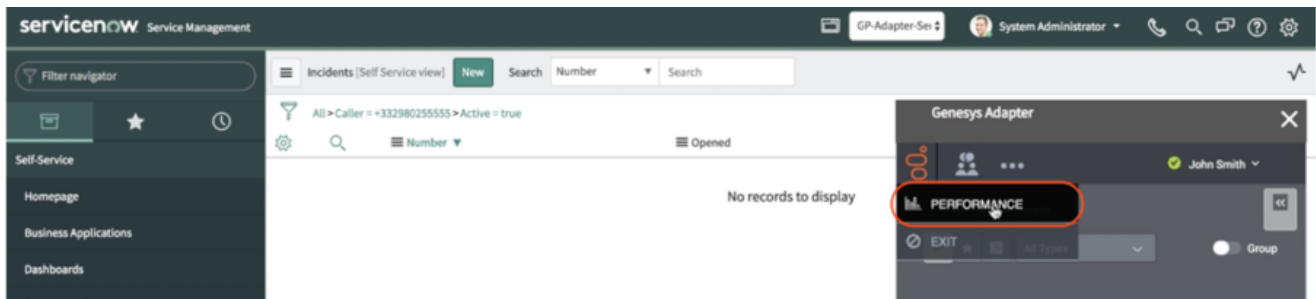 servicenow Service Management
GP-Adapter-Ser
System Administrator
Filter navigator
Incidents [Self Service view]
New
Search
Number
Search
All > Caller = +332980255555 > Active = true
Number
Opened
Self-Service
Homepage
Business Applications
Dashboards
No records to display
Genesys Adapter
John Smith
PERFORMANCE
EXIT
All Types
Group